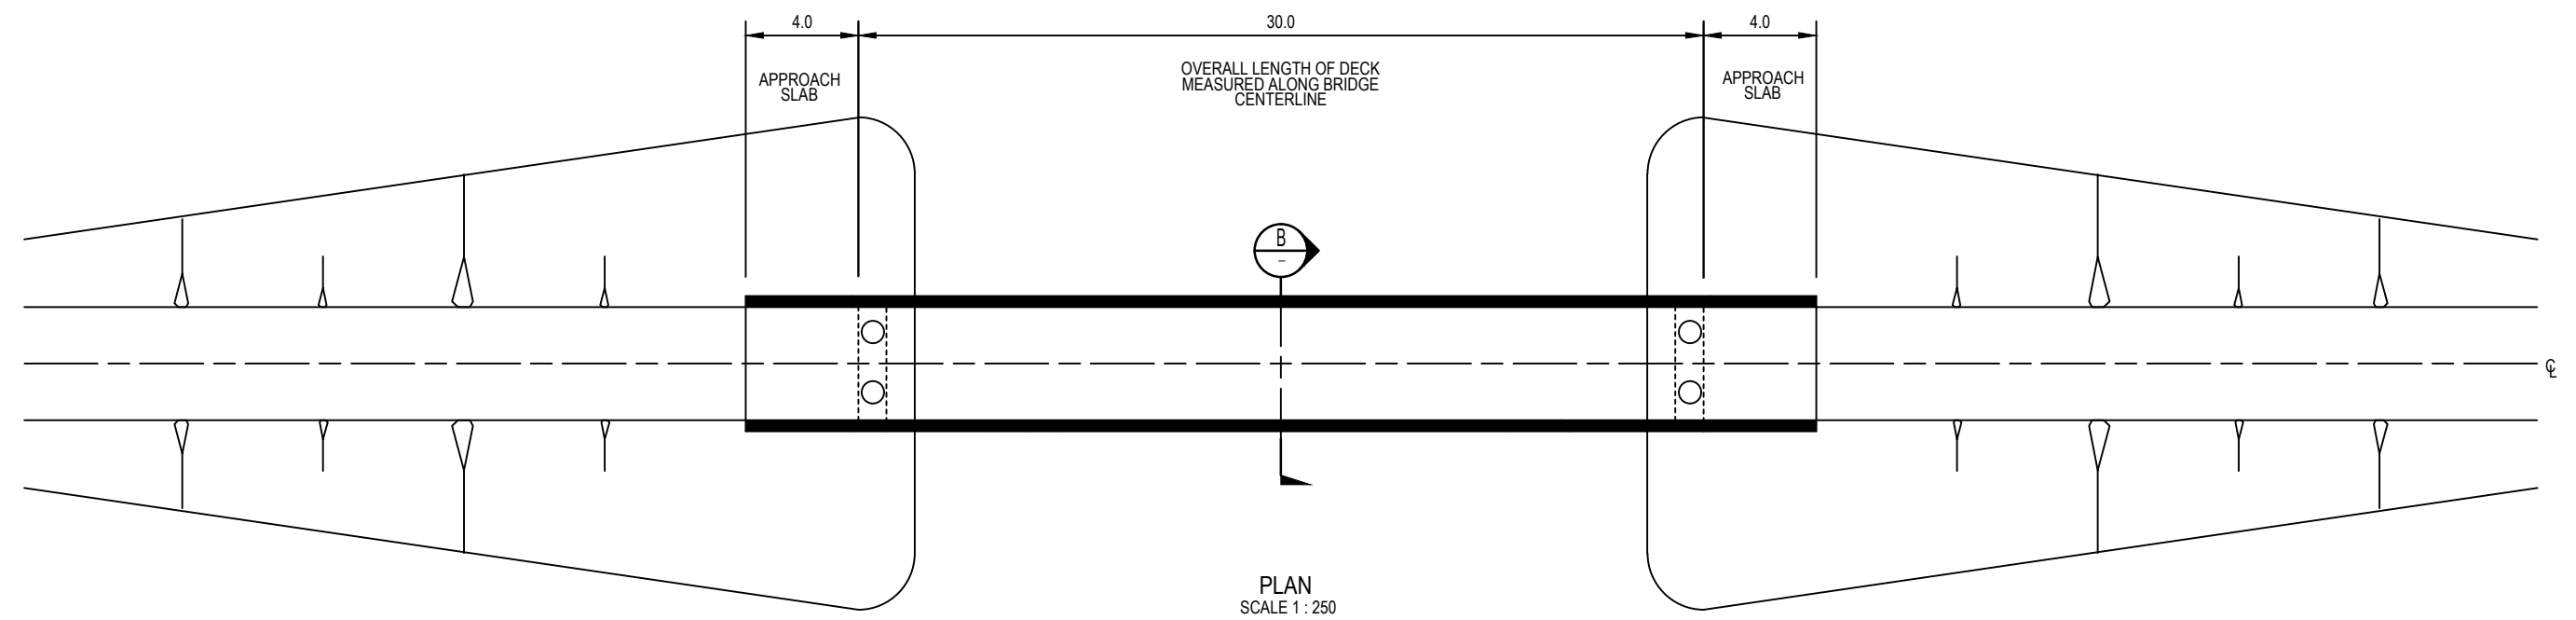 4.0
30.0
4.0
APPROACH
SLAB
OVERALL LENGTH OF DECK
MEASURED ALONG BRIDGE
CENTERLINE
APPROACH
SLAB
B
-
℄
PLAN
SCALE 1 : 250